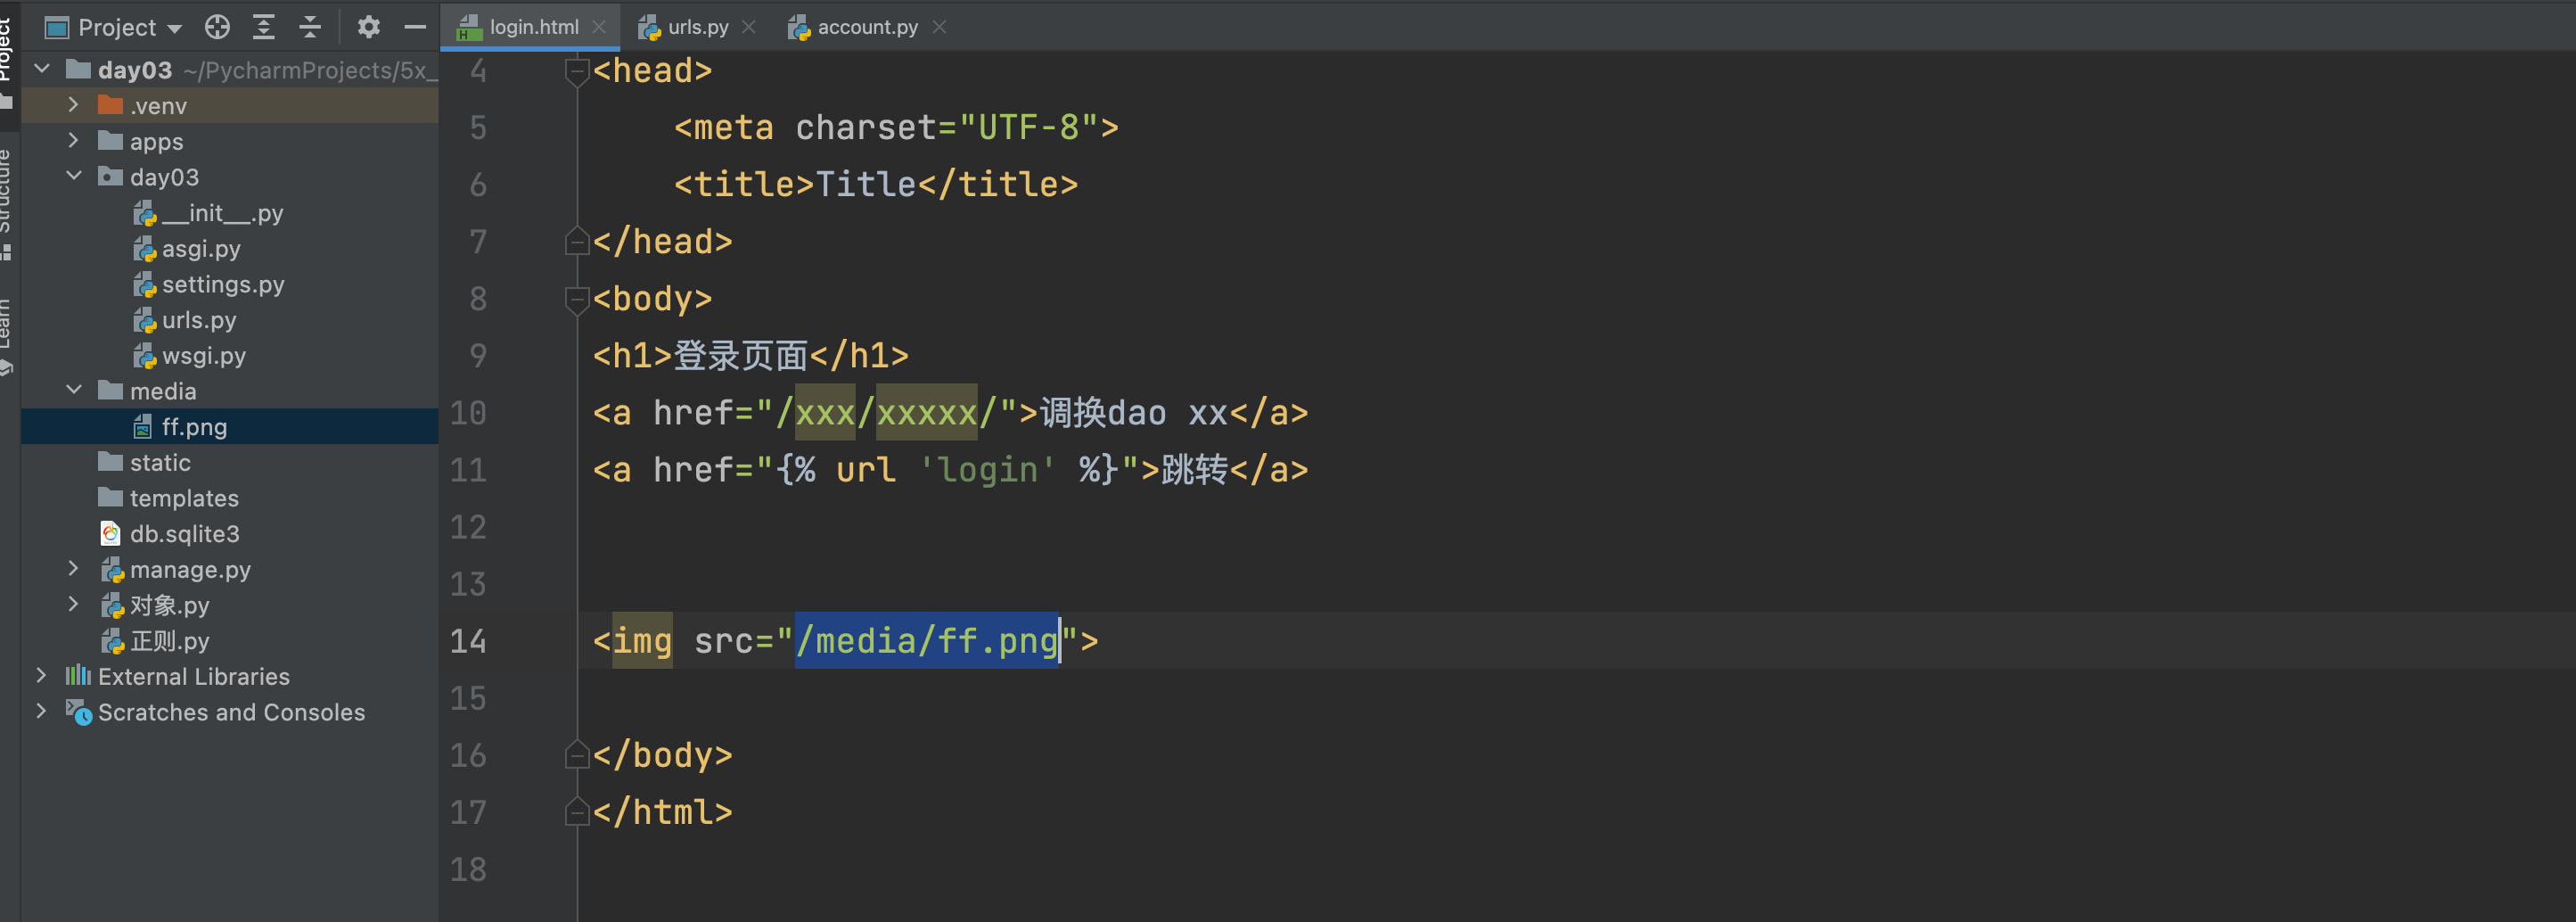 Project
Structure
Learn
Project
day03 ~/PycharmProjects/5x_
.venv
apps
day03
__init__.py
asgi.py
settings.py
urls.py
wsgi.py
media
ff.png
static
templates
db.sqlite3
manage.py
对象.py
正则.py
External Libraries
Scratches and Consoles
login.html urls.py account.py
4 <head>
5 <meta charset="UTF-8">
6 <title>Title</title>
7 </head>
8 <body>
9 <h1>登录页面</h1>
10 <a href="/xxx/xxxxx/">调换dao xx</a>
11 <a href="{% url 'login' %}">跳转</a>
12
13
14 <img src="/media/ff.png">
15
16 </body>
17 </html>
18